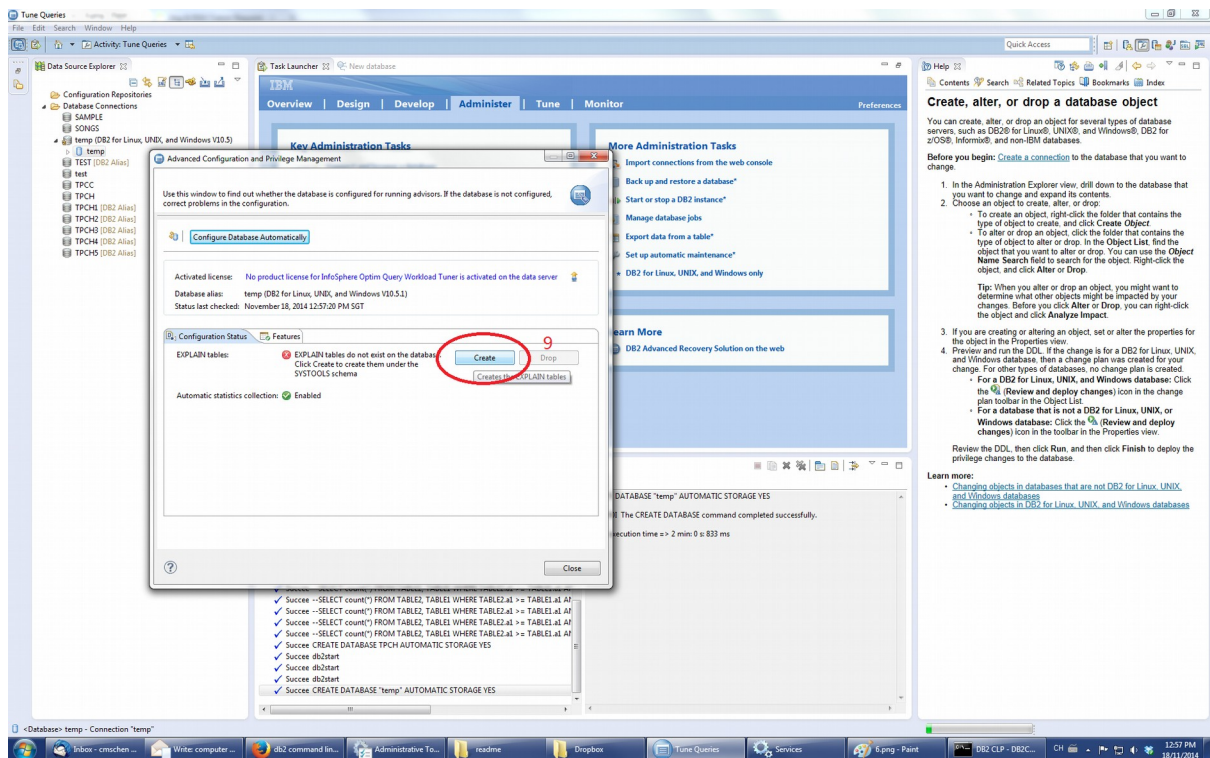 Tune Queries
File Edit Search Window Help
Activity: Tune Queries
Quick Access
Data Source Explorer
Configuration Repositories
Database Connections
SAMPLE
SONGS
temp (DB2 for Linux, UNIX, and Windows V10.5)
temp
TEST [DB2 Alias]
test
TPCC
TPCH
TPCH1 [DB2 Alias]
TPCH2 [DB2 Alias]
TPCH3 [DB2 Alias]
TPCH4 [DB2 Alias]
TPCH5 [DB2 Alias]
Task Launcher
New database
IBM
Overview | Design | Develop | Administer | Tune | Monitor
Preferences
Key Administration Tasks
More Administration Tasks
Import connections from the web console
Back up and restore a database*
Start or stop a DB2 instance*
Manage database jobs
Export data from a table*
Set up automatic maintenance*
* DB2 for Linux, UNIX, and Windows only
earn More
DB2 Advanced Recovery Solution on the web
Advanced Configuration and Privilege Management
Use this window to find out whether the database is configured for running advisors. If the database is not configured,
correct problems in the configuration.
Configure Database Automatically
Activated license: No product license for InfoSphere Optim Query Workload Tuner is activated on the data server
Database alias: temp (DB2 for Linux, UNIX, and Windows V10.5.1)
Status last checked: November 18, 2014 12:57:20 PM SGT
Configuration Status
Features
EXPLAIN tables:
EXPLAIN tables do not exist on the database.
Click Create to create them under the
SYSTOOLS schema
Create
9
Drop
Creates the EXPLAIN tables
Automatic statistics collection: Enabled
Close
DATABASE "temp" AUTOMATIC STORAGE YES
The CREATE DATABASE command completed successfully.
ecution time => 2 min: 0 s: 833 ms
Succee --SELECT count(*) FROM TABLE2, TABLE1 WHERE TABLE2.a1 >= TABLE1.a1 AN
Succee --SELECT count(*) FROM TABLE2, TABLE1 WHERE TABLE2.a1 >= TABLE1.a1 AN
Succee --SELECT count(*) FROM TABLE2, TABLE1 WHERE TABLE2.a1 >= TABLE1.a1 AN
Succee --SELECT count(*) FROM TABLE2, TABLE1 WHERE TABLE2.a1 >= TABLE1.a1 AN
Succee CREATE DATABASE TPCH AUTOMATIC STORAGE YES
Succee db2start
Succee db2start
Succee db2start
Succee CREATE DATABASE "temp" AUTOMATIC STORAGE YES
Help
Contents Search Related Topics Bookmarks Index
Create, alter, or drop a database object
You can create, alter, or drop an object for several types of database
servers, such as DB2® for Linux®, UNIX®, and Windows®, DB2 for
z/OS®, Informix®, and non-IBM databases.
Before you begin: Create a connection to the database that you want to
change.
1. In the Administration Explorer view, drill down to the database that
you want to change and expand its contents.
2. Choose an object to create, alter, or drop:
• To create an object, right-click the folder that contains the
type of object to create, and click Create Object.
• To alter or drop an object, click the folder that contains the
type of object to alter or drop. In the Object List, find the
object that you want to alter or drop. You can use the Object
Name Search field to search for the object. Right-click the
object, and click Alter or Drop.
Tip: When you alter or drop an object, you might want to
determine what other objects might be impacted by your
changes. Before you click Alter or Drop, you can right-click
the object and click Analyze Impact.
3. If you are creating or altering an object, set or alter the properties for
the object in the Properties view.
4. Preview and run the DDL. If the change is for a DB2 for Linux, UNIX,
and Windows database, then a change plan was created for your
change. For other types of databases, no change plan is created.
• For a DB2 for Linux, UNIX, and Windows database: Click
the (Review and deploy changes) icon in the change
plan toolbar in the Object List.
• For a database that is not a DB2 for Linux, UNIX, or
Windows database: Click the (Review and deploy
changes) icon in the toolbar in the Properties view.
Review the DDL, then click Run, and then click Finish to deploy the
privilege changes to the database.
Learn more:
• Changing objects in databases that are not DB2 for Linux, UNIX,
and Windows databases
• Changing objects in DB2 for Linux, UNIX, and Windows databases
<Database> temp - Connection "temp"
Inbox - cmschen ...
Write: computer ...
db2 command lin...
Administrative To...
readme
Dropbox
Tune Queries
Services
6.png - Paint
DB2 CLP - DB2C...
CH
12:57 PM
18/11/2014